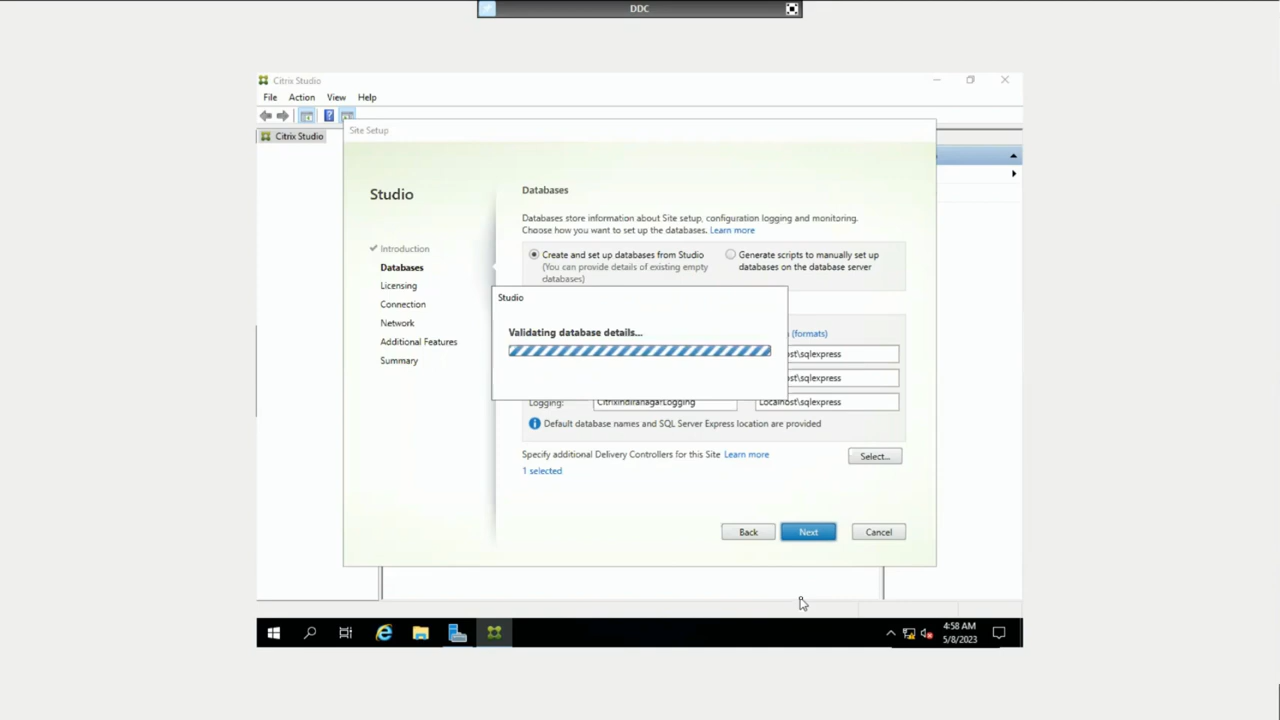 DDC
Citrix Studio
File Action View Help
Citrix Studio
Site Setup
Studio
Introduction
Databases
Licensing
Connection
Network
Additional Features
Summary
Databases
Databases store information about Site setup, configuration logging and monitoring.
Choose how you want to set up the databases. Learn more
Create and set up databases from Studio
(You can provide details of existing empty
databases)
Generate scripts to manually set up
databases on the database server
Studio
Validating database details...
(formats)
ost\sqlexpress
ost\sqlexpress
Logging: CitrixIndiranagarLogging Localhost\sqlexpress
Default database names and SQL Server Express location are provided
Specify additional Delivery Controllers for this Site Learn more
Select...
1 selected
Back Next Cancel
4:58 AM
5/8/2023